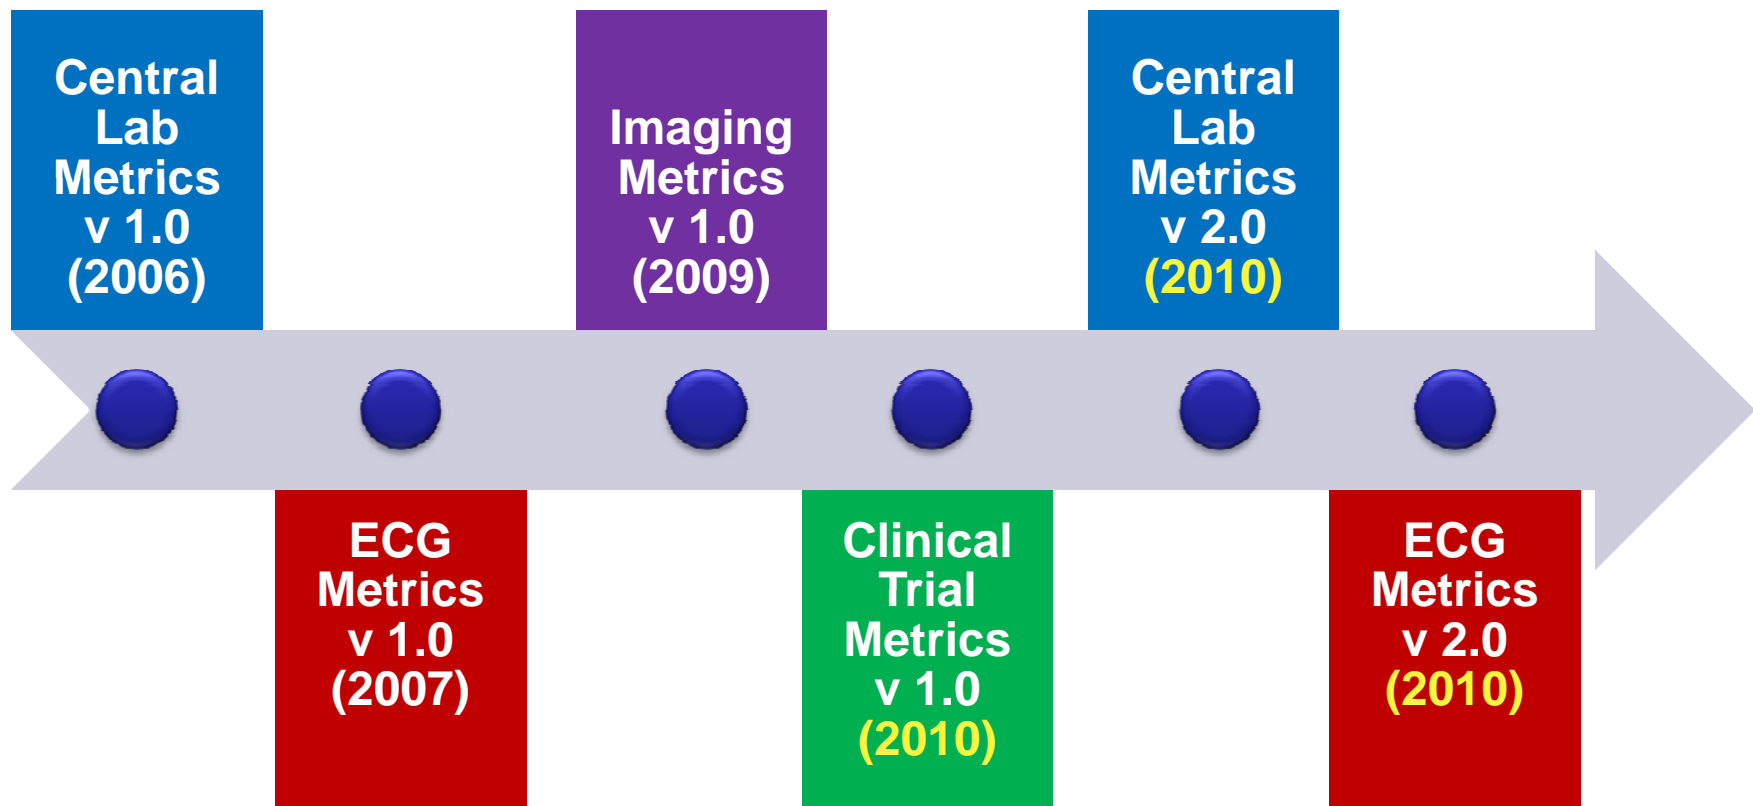 Central
Lab
Metrics
v 1.0
(2006)
ECG
Metrics
v 1.0
(2007)
Imaging
Metrics
v 1.0
(2009)
Clinical
Trial
Metrics
v 1.0
(2010)
Central
Lab
Metrics
v 2.0
(2010)
ECG
Metrics
v 2.0
(2010)